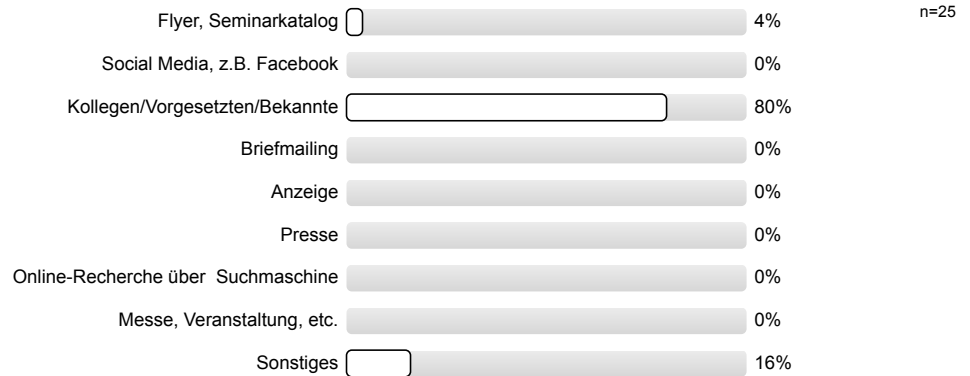 Flyer, Seminarkatalog 4% n=25
Social Media, z.B. Facebook 0%
Kollegen/Vorgesetzten/Bekannte 80%
Briefmailing 0%
Anzeige 0%
Presse 0%
Online-Recherche über Suchmaschine 0%
Messe, Veranstaltung, etc. 0%
Sonstiges 16%